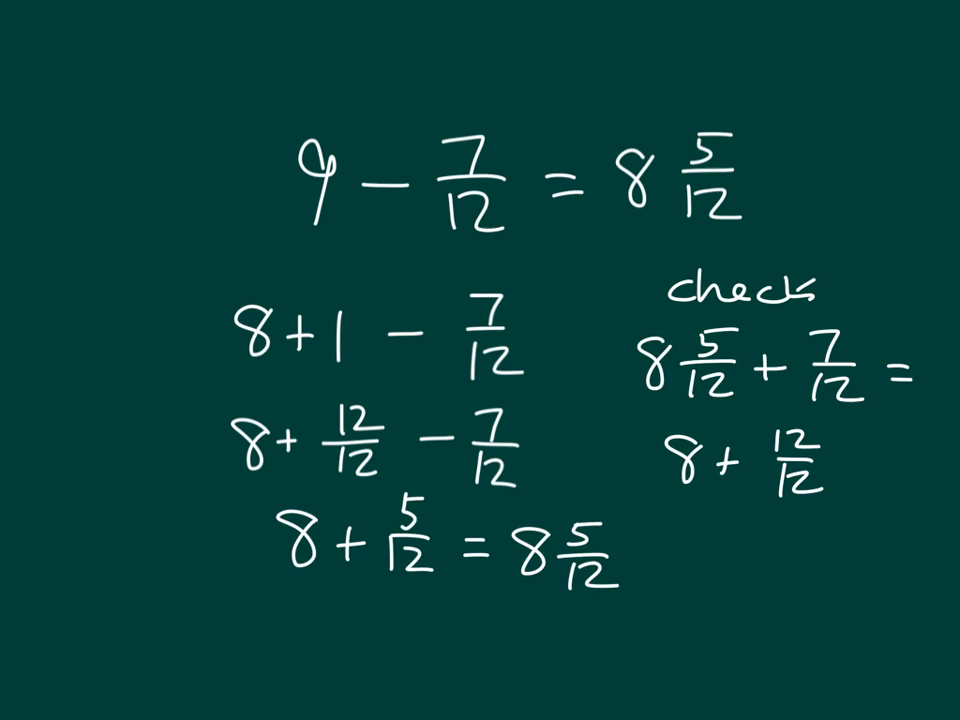 9 - 7/12 = 8 5/12
8 + 1 - 7/12
8 + 12/12 - 7/12
8 + 5/12 = 8 5/12
check
8 5/12 + 7/12 =
8 + 12/12